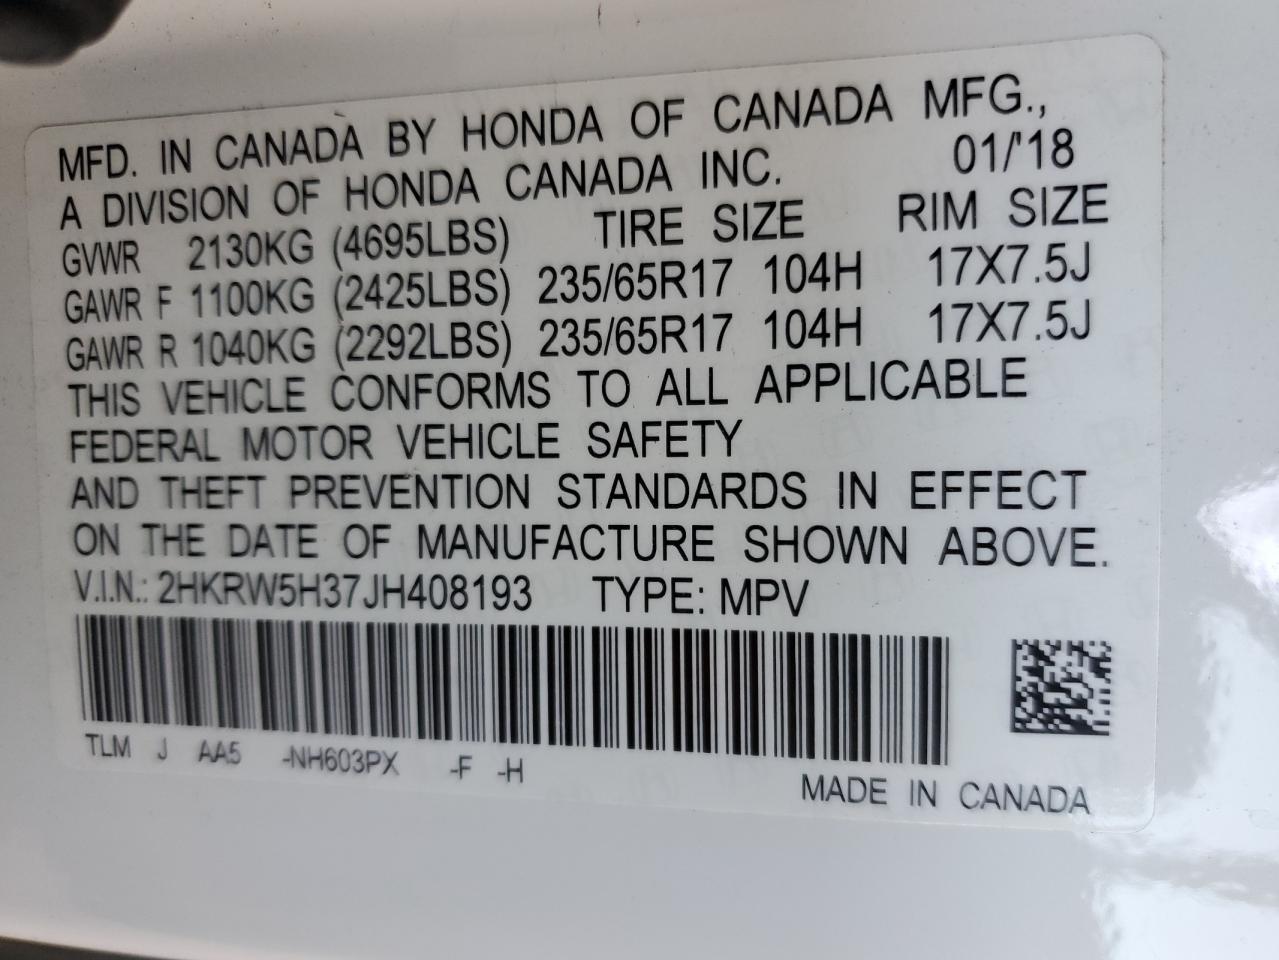 MFD. IN CANADA BY HONDA OF CANADA MFG.,
A DIVISION OF HONDA CANADA INC. 01/'18
GVWR 2130KG (4695LBS) TIRE SIZE RIM SIZE
GAWR F 1100KG (2425LBS) 235/65R17 104H 17X7.5J
GAWR R 1040KG (2292LBS) 235/65R17 104H 17X7.5J
THIS VEHICLE CONFORMS TO ALL APPLICABLE
FEDERAL MOTOR VEHICLE SAFETY
AND THEFT PREVENTION STANDARDS IN EFFECT
ON THE DATE OF MANUFACTURE SHOWN ABOVE.
V.I.N.: 2HKRW5H37JH408193 TYPE: MPV
TLM J AA5 -NH603PX -F -H
MADE IN CANADA